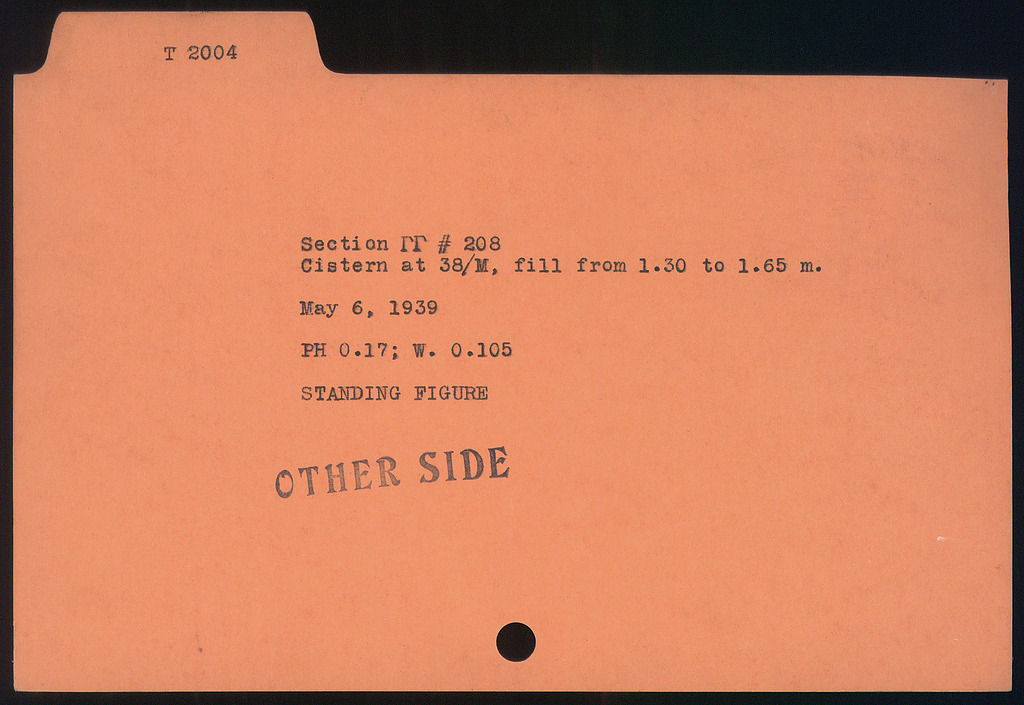 T 2004
Section ΓΓ # 208
Cistern at 38/M, fill from 1.30 to 1.65 m.
May 6, 1939
PH 0.17; W. 0.105
STANDING FIGURE
OTHER SIDE